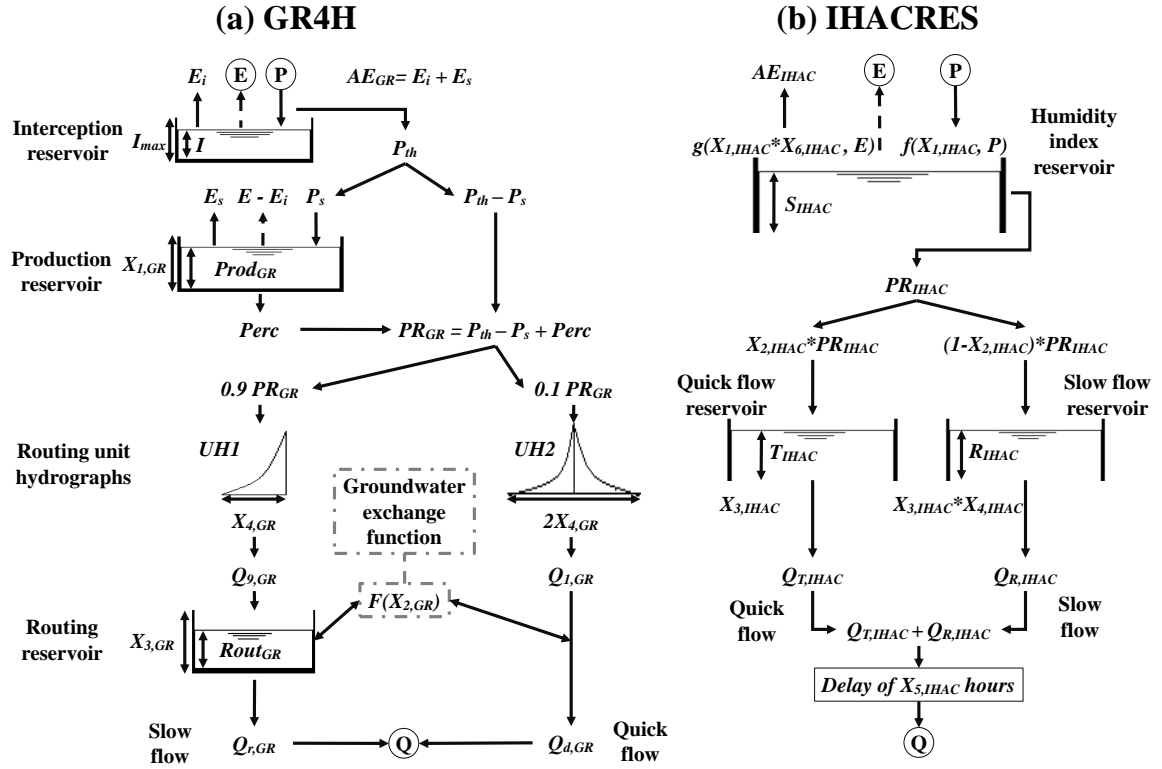 (a) GR4H
E_i
E
P
AE_GR = E_i + E_s
Interception
reservoir
I_max
I
P_th
E_s
E - E_i
P_s
P_th – P_s
Production
reservoir
X_1,GR
Prod_GR
Perc
PR_GR = P_th - P_s + Perc
0.9 PR_GR
0.1 PR_GR
Routing unit
hydrographs
UH1
UH2
Groundwater
exchange
function
X_4,GR
2X_4,GR
Q_9,GR
Q_1,GR
F(X_2,GR)
Routing
reservoir
X_3,GR
Rout_GR
Slow
flow
Q_r,GR
Q
Q_d,GR
Quick
flow
(b) IHACRES
AE_IHAC
E
P
Humidity
index
reservoir
g(X_1,IHAC*X_6,IHAC , E)
f(X_1,IHAC, P)
S_IHAC
PR_IHAC
X_2,IHAC*PR_IHAC
(1-X_2,IHAC)*PR_IHAC
Quick flow
reservoir
Slow flow
reservoir
T_IHAC
R_IHAC
X_3,IHAC
X_3,IHAC*X_4,IHAC
Q_T,IHAC
Q_R,IHAC
Quick
flow
Slow
flow
Q_T,IHAC + Q_R,IHAC
Delay of X_5,IHAC hours
Q